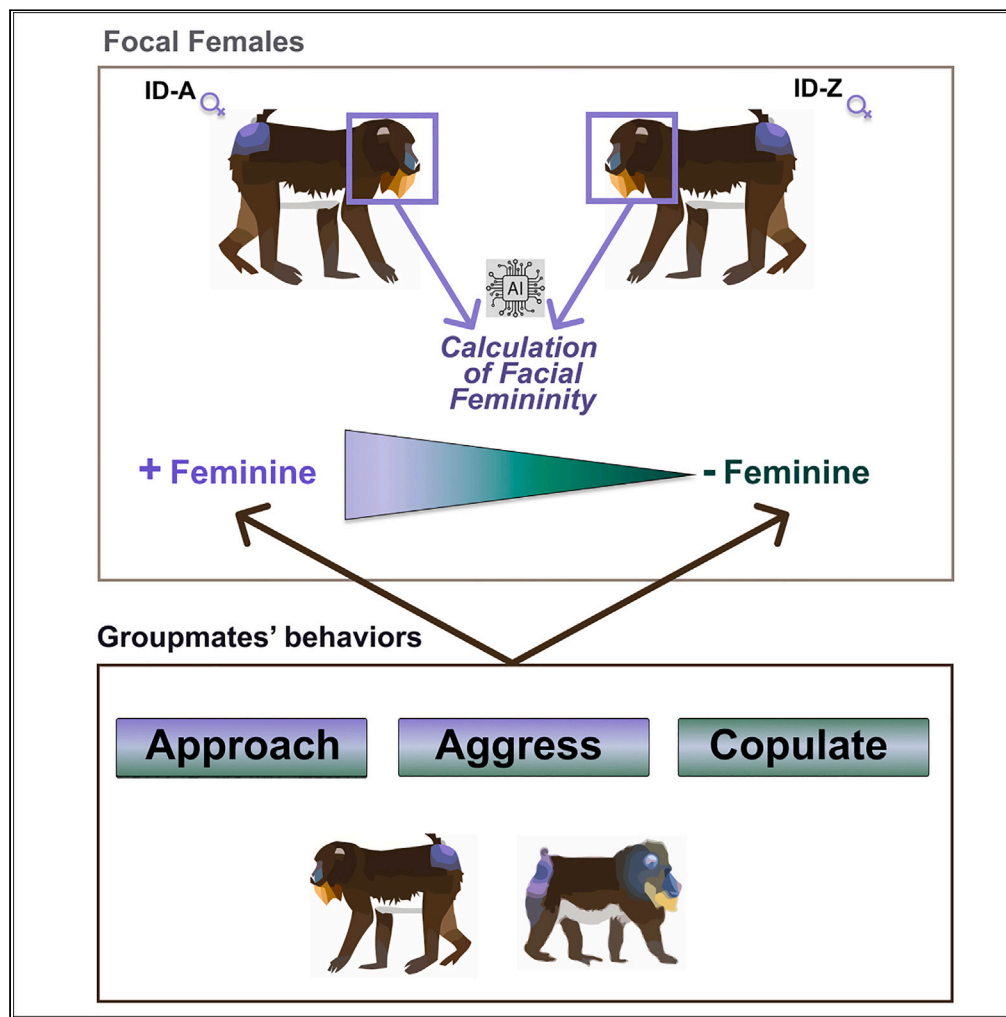 Focal Females
ID-A
ID-Z
AI
Calculation
of Facial
Femininity
+ Feminine
- Feminine
Groupmates’ behaviors
Approach
Aggress
Copulate